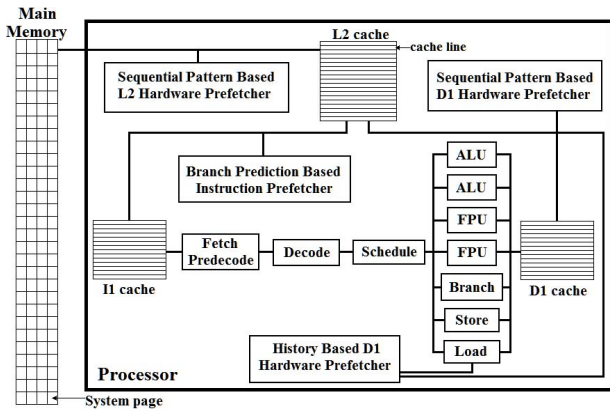 Main
Memory
L2 cache
cache line
Sequential Pattern Based
L2 Hardware Prefetcher
Sequential Pattern Based
D1 Hardware Prefetcher
Branch Prediction Based
Instruction Prefetcher
ALU
ALU
FPU
FPU
Branch
Store
Load
Fetch
Predecode
Decode
Schedule
I1 cache
D1 cache
History Based D1
Hardware Prefetcher
Processor
System page